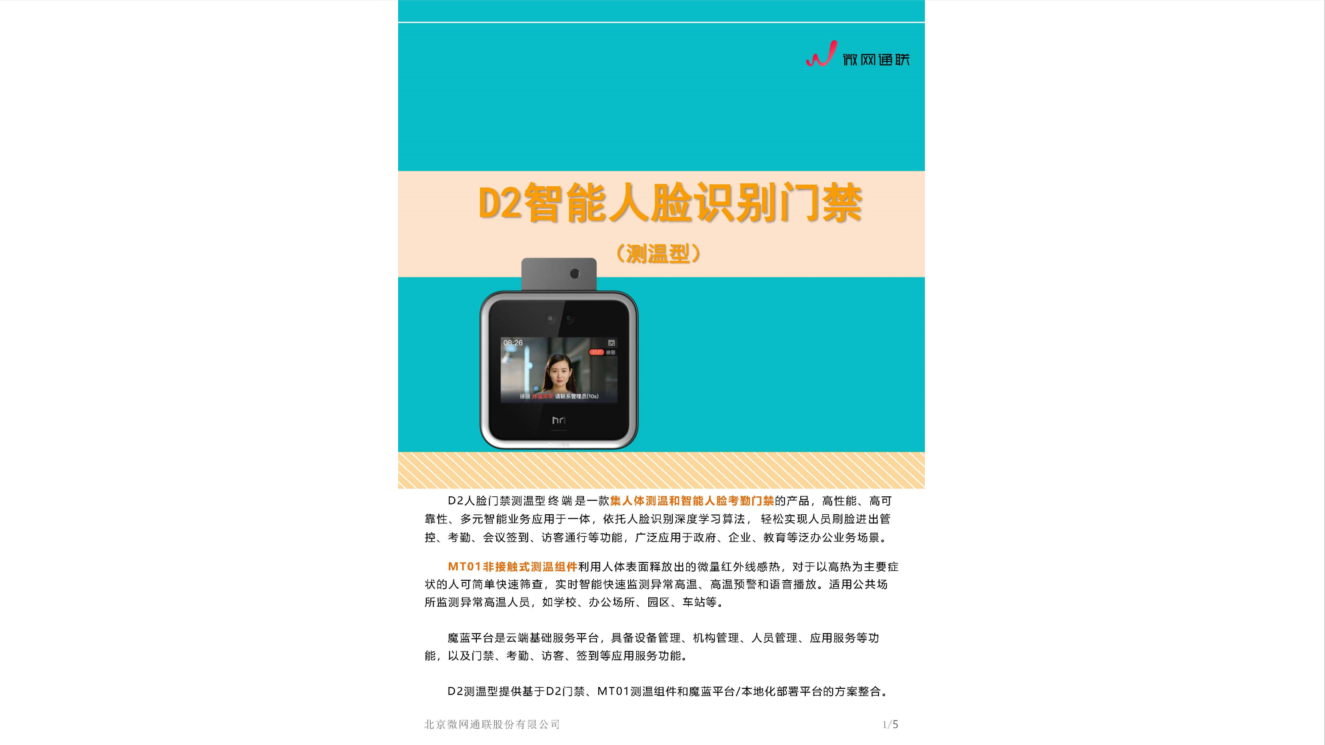 微网通联
D2智能人脸识别门禁
（测温型）
08:26
请联系管理员(10s)
D2人脸门禁测温型终端是一款集人体测温和智能人脸考勤门禁的产品，高性能、高可
靠性、多元智能业务应用于一体，依托人脸识别深度学习算法，轻松实现人员刷脸进出管
控、考勤、会议签到、访客通行等功能，广泛应用于政府、企业、教育等泛办公业务场景。
MT01非接触式测温组件利用人体表面释放出的微量红外线感热，对于以高热为主要症
状的人可简单快速筛查，实时智能快速监测异常高温、高温预警和语音播放。适用公共场
所监测异常高温人员，如学校、办公场所、园区、车站等。
魔蓝平台是云端基础服务平台，具备设备管理、机构管理、人员管理、应用服务等功
能，以及门禁、考勤、访客、签到等应用服务功能。
D2测温型提供基于D2门禁、MT01测温组件和魔蓝平台/本地化部署平台的方案整合。
北京微网通联股份有限公司
1/5